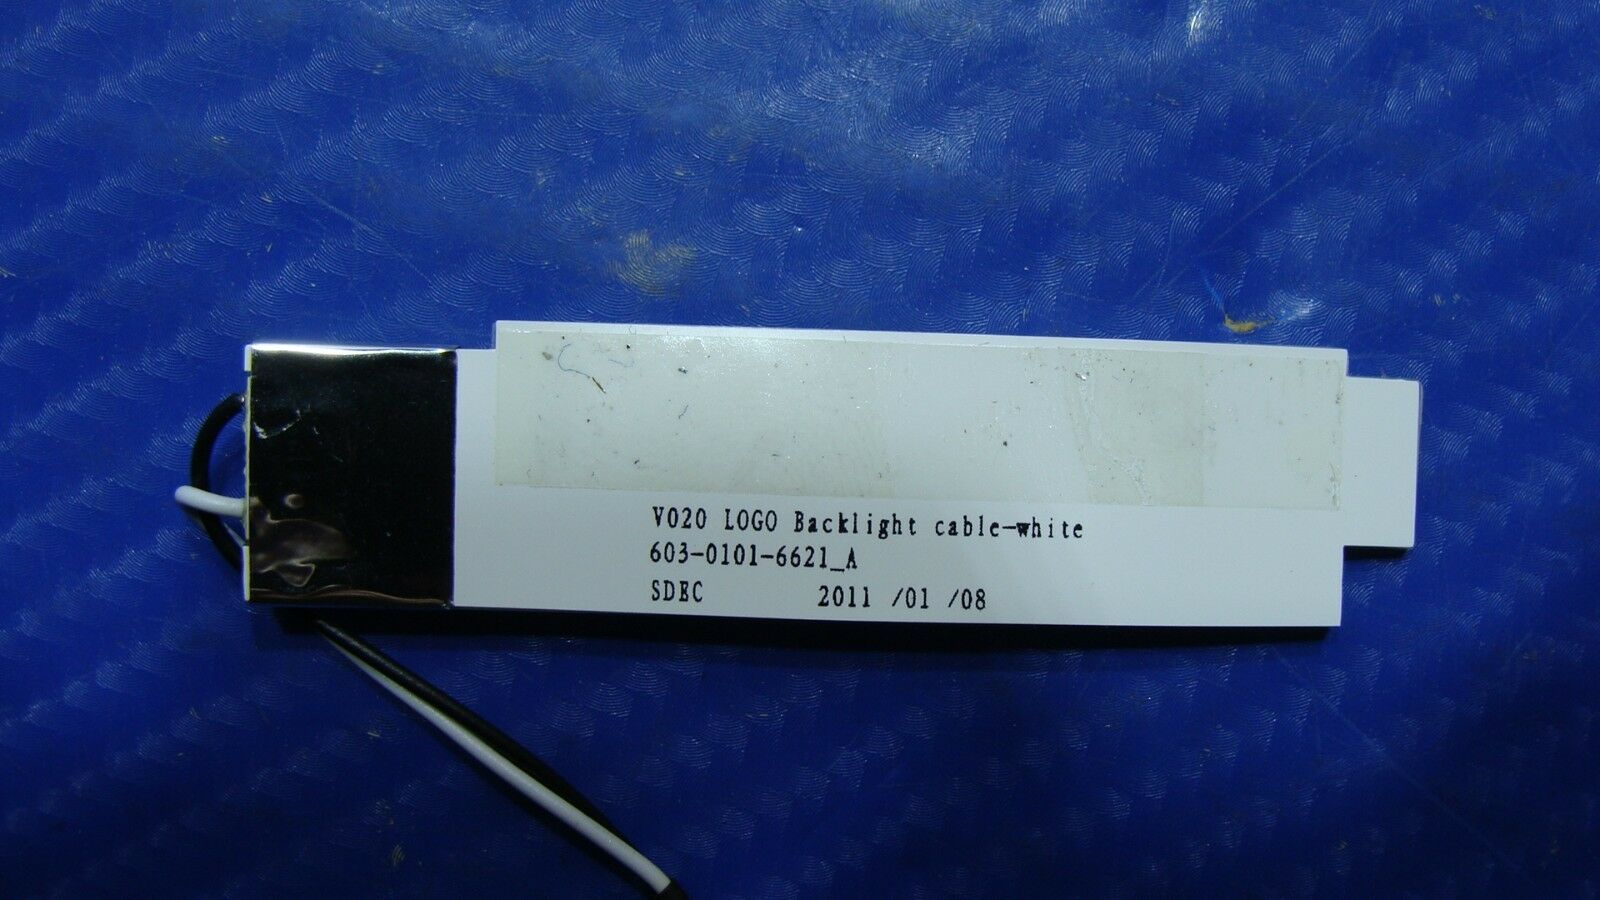 V020 LOGO Backlight cable-white
603-0101-6621_A
SDEC 2011 /01 /08